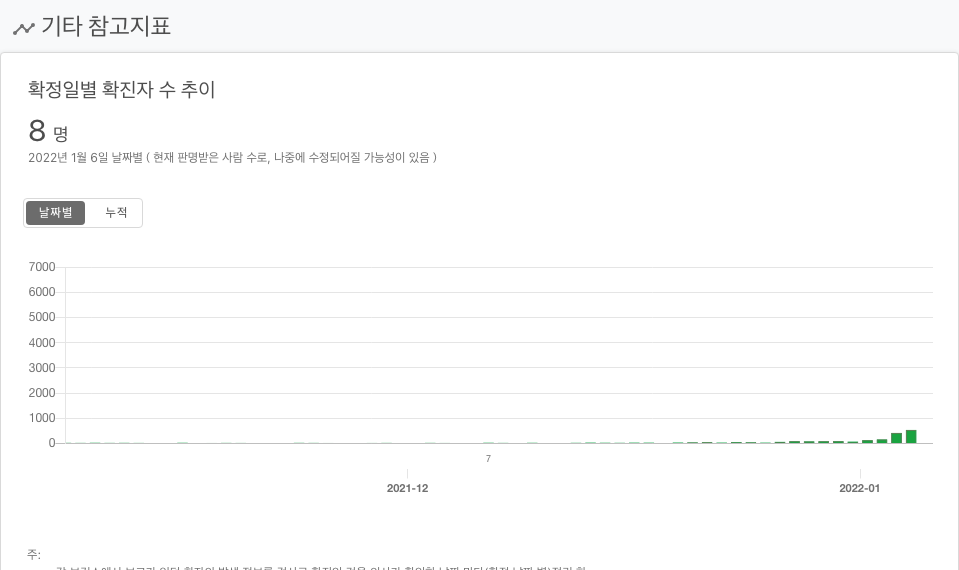 기타 참고지표
확정일별 확진자 수 추이
8 명
2022년 1월 6일 날짜별 ( 현재 판명받은 사람 수로, 나중에 수정되어질 가능성이 있음 )
날짜별 누적
7000
6000
5000
4000
3000
2000
1000
0
7
2021-12 2022-01
주: